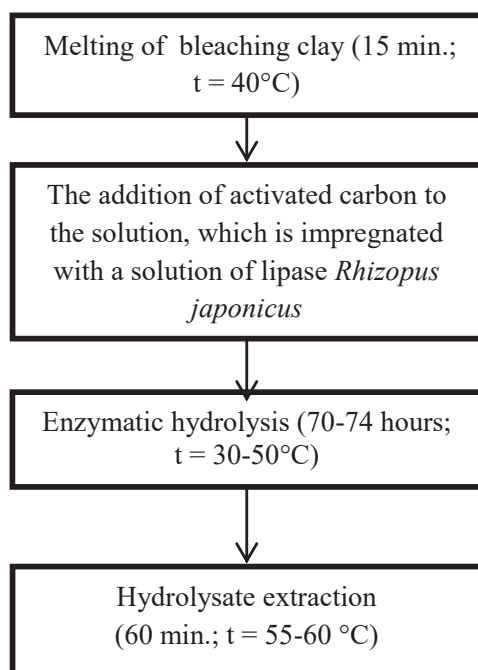 Melting of bleaching clay (15 min.;
t = 40°C)
The addition of activated carbon to
the solution, which is impregnated
with a solution of lipase Rhizopus
japonicus
Enzymatic hydrolysis (70-74 hours;
t = 30-50°C)
Hydrolysate extraction
(60 min.; t = 55-60 °C)